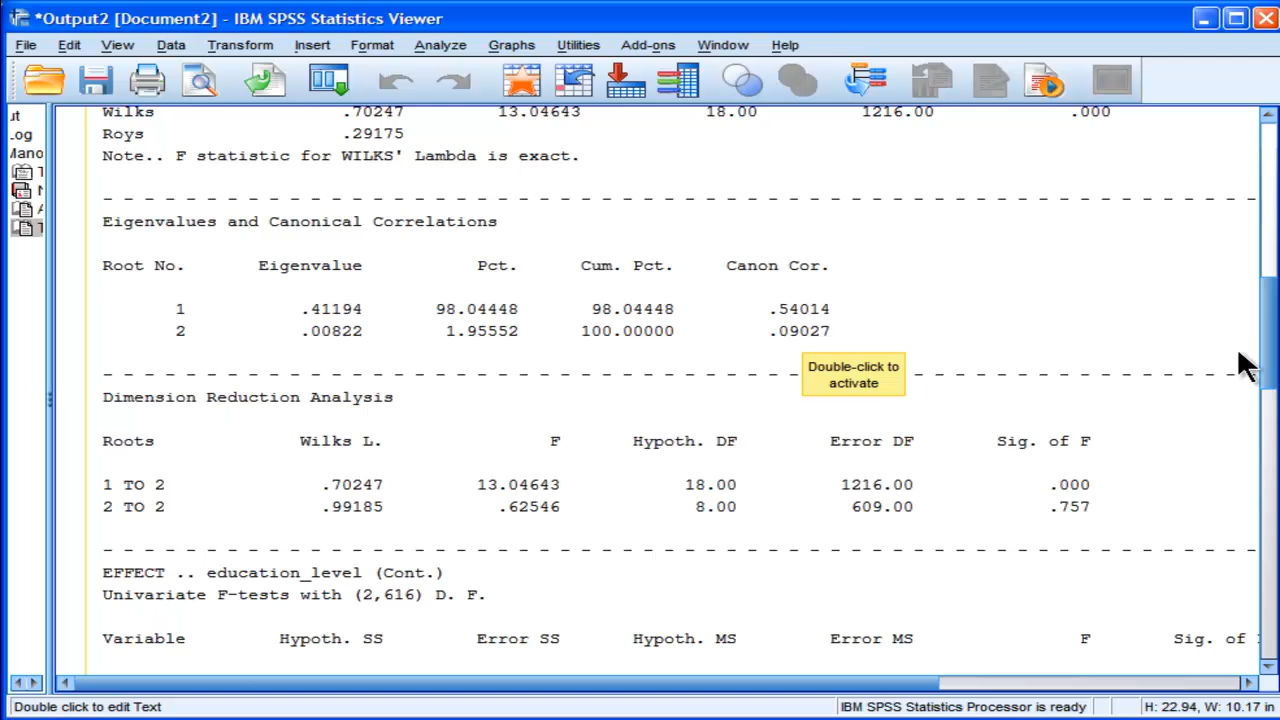 *Output2 [Document2] - IBM SPSS Statistics Viewer
File Edit View Data Transform Insert Format Analyze Graphs Utilities Add-ons Window Help
ut
Log
Mano
T
N
A
T
Wilks .70247 13.04643 18.00 1216.00 .000
Roys .29175
Note.. F statistic for WILKS' Lambda is exact.
- - - - - - - - - - - - - - - - - - - - - - - - - - - - - - - - - - - - - - - - - - - - - - - - - - - - - - - -
Eigenvalues and Canonical Correlations
Root No. Eigenvalue Pct. Cum. Pct. Canon Cor.
1 .41194 98.04448 98.04448 .54014
2 .00822 1.95552 100.00000 .09027
Double-click to
activate
- - - - - - - - - - - - - - - - - - - - - - - - - - - - - - - - - - - - - - - - - - - - - - - - - - - - - - - -
Dimension Reduction Analysis
Roots Wilks L. F Hypoth. DF Error DF Sig. of F
1 TO 2 .70247 13.04643 18.00 1216.00 .000
2 TO 2 .99185 .62546 8.00 609.00 .757
- - - - - - - - - - - - - - - - - - - - - - - - - - - - - - - - - - - - - - - - - - - - - - - - - - - - - - - -
EFFECT .. education_level (Cont.)
Univariate F-tests with (2,616) D. F.
Variable Hypoth. SS Error SS Hypoth. MS Error MS F Sig. of
Double click to edit Text IBM SPSS Statistics Processor is ready H: 22.94, W: 10.17 in